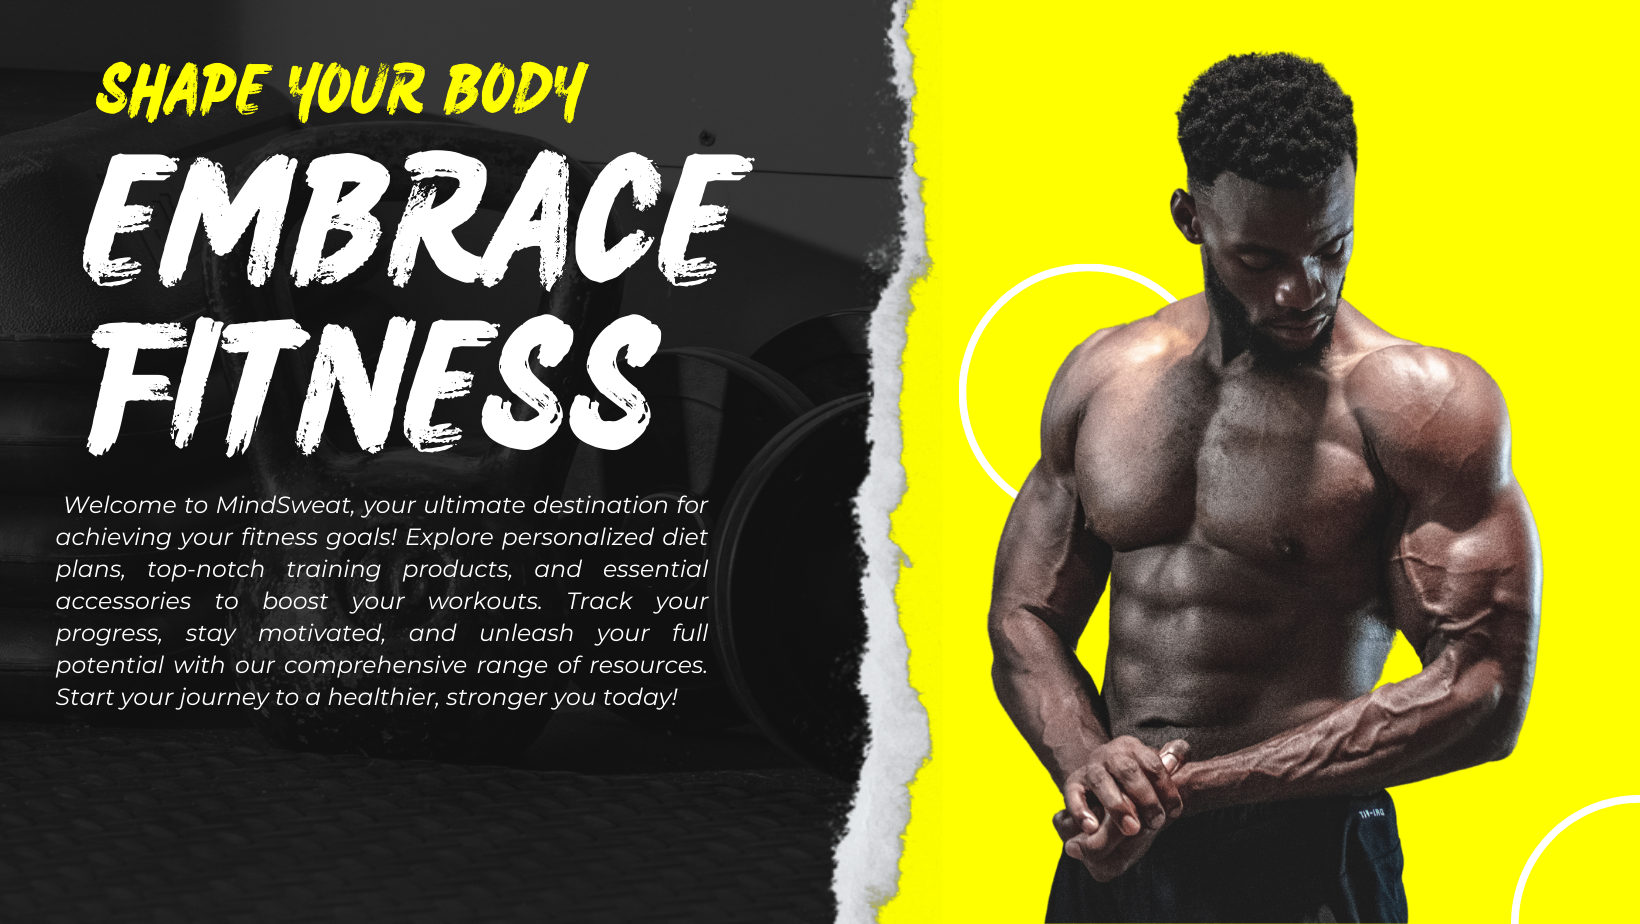 SHAPE YOUR BODY
EMBRACE
FITNESS
Welcome to MindSweat, your ultimate destination for
achieving your fitness goals! Explore personalized diet
plans, top-notch training products, and essential
accessories to boost your workouts. Track your
progress, stay motivated, and unleash your full
potential with our comprehensive range of resources.
Start your journey to a healthier, stronger you today!